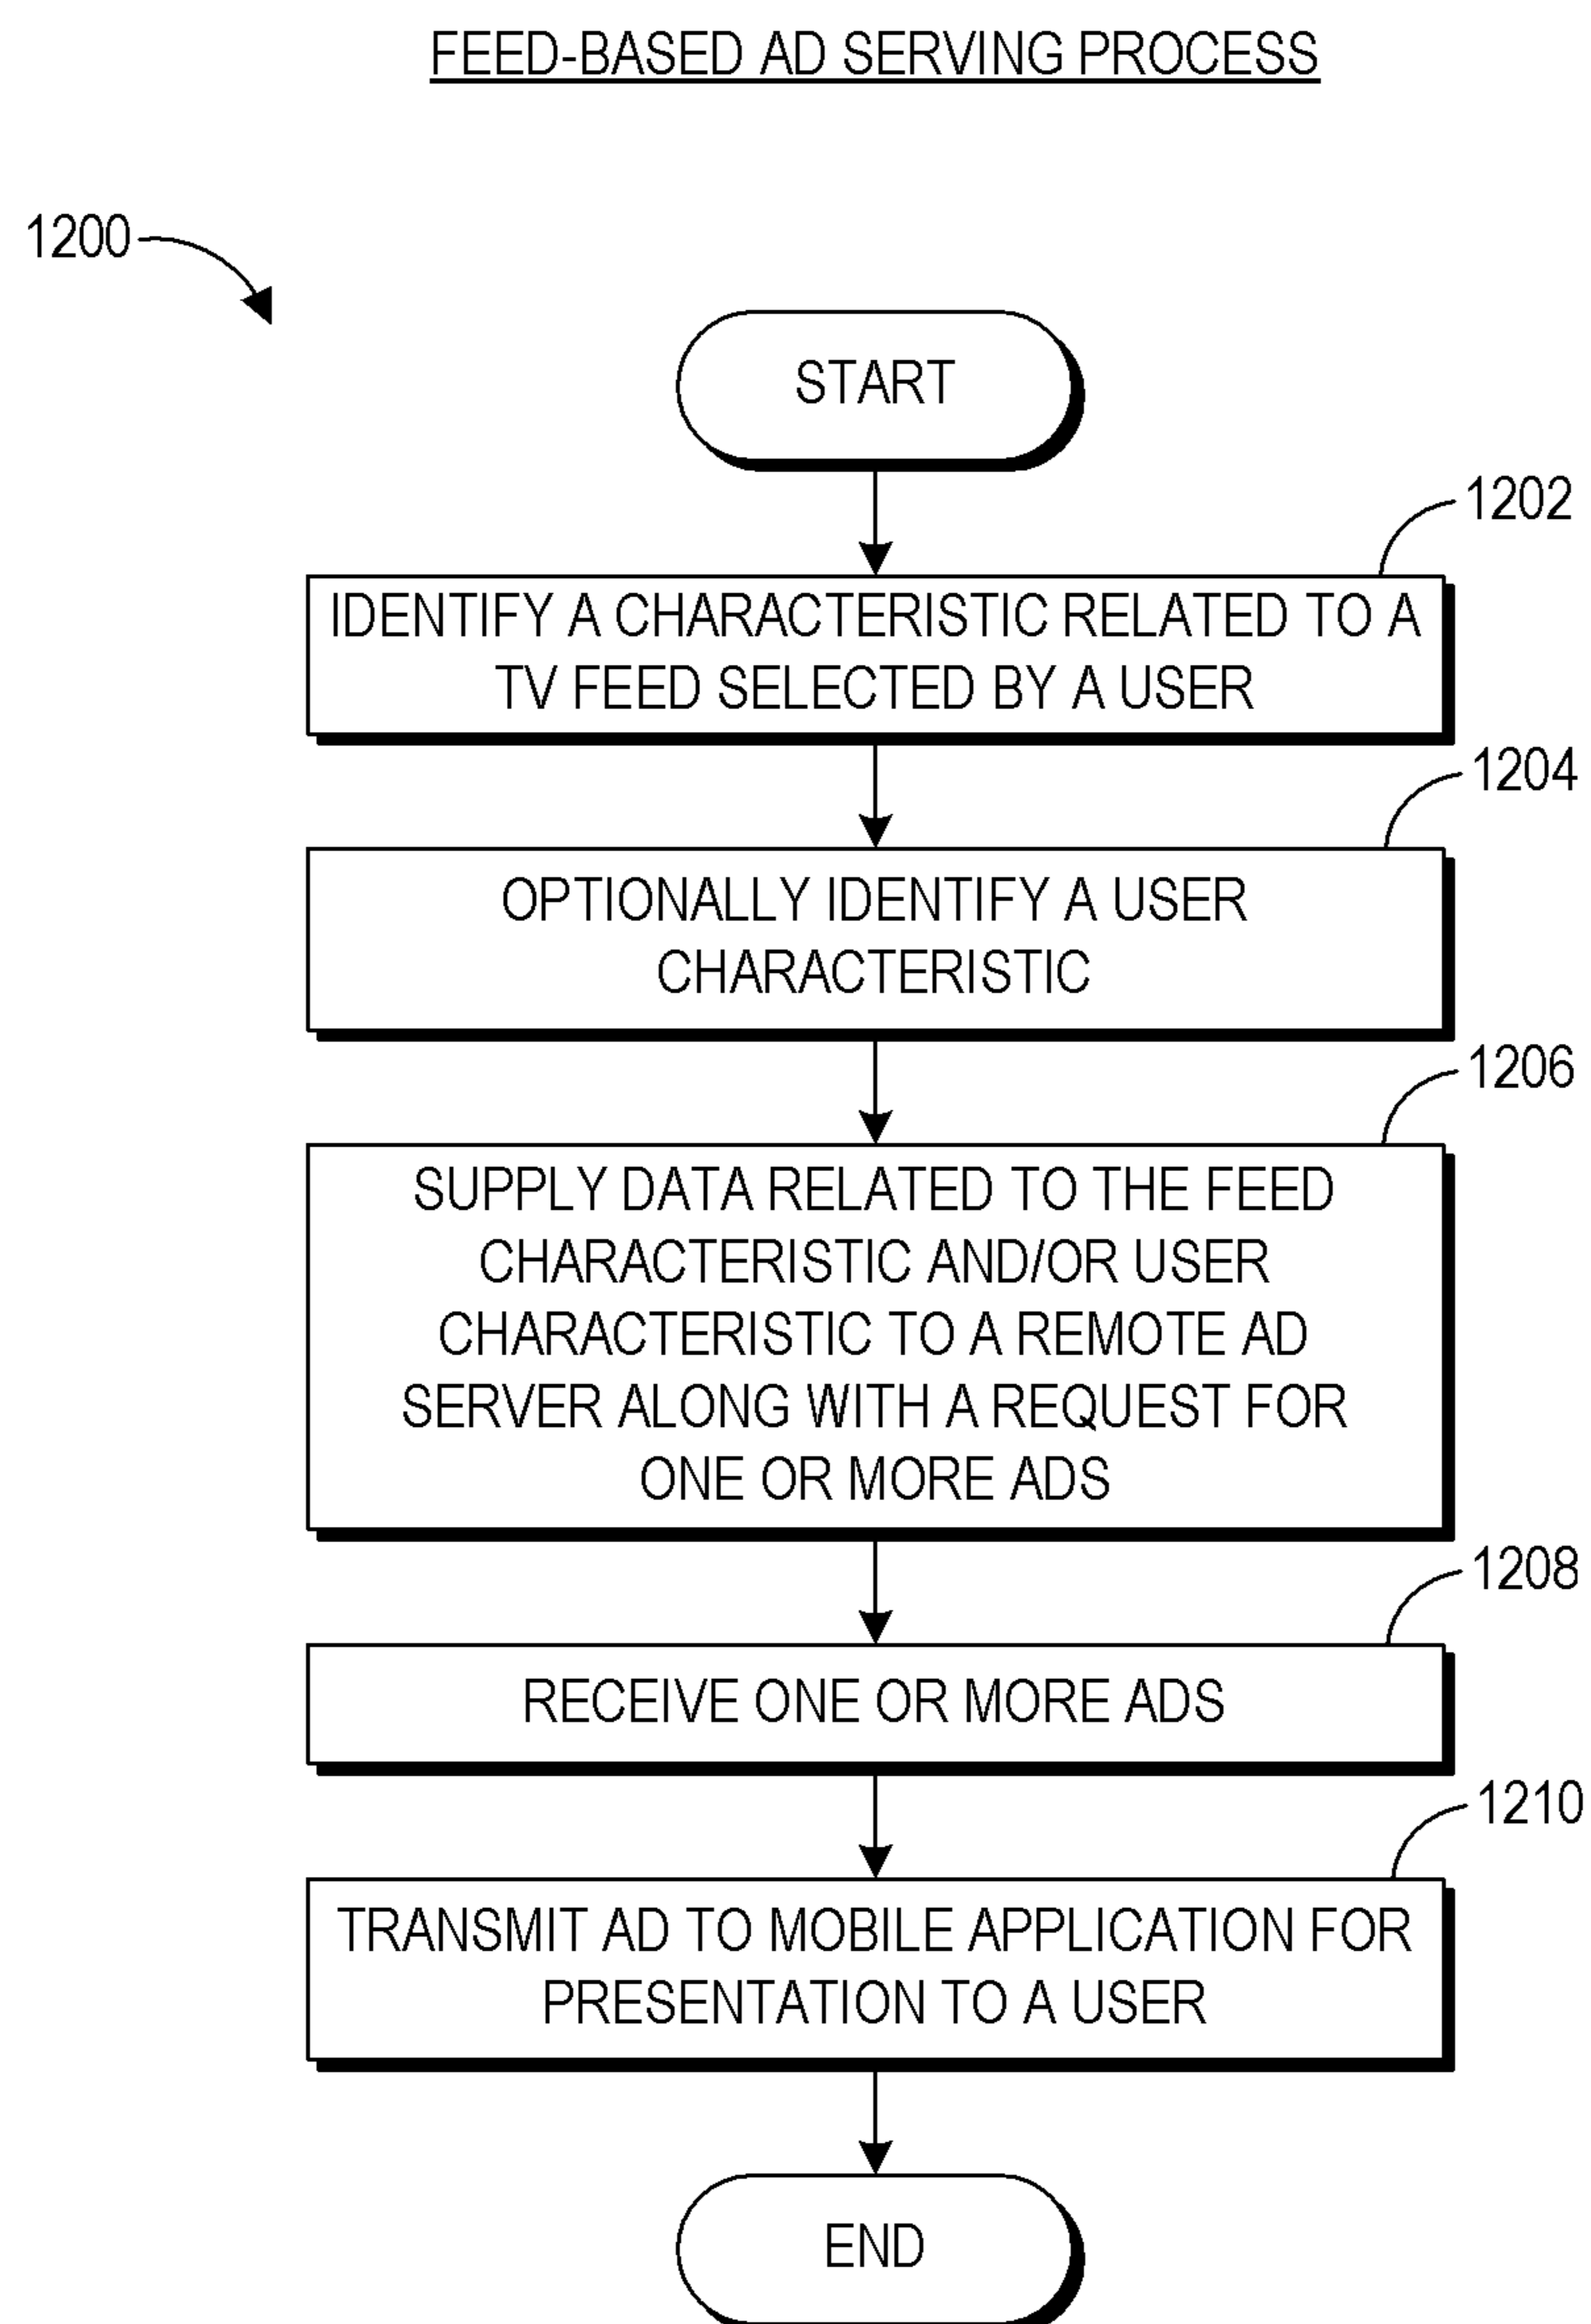 FEED-BASED AD SERVING PROCESS
1200
START
1202
IDENTIFY A CHARACTERISTIC RELATED TO A
TV FEED SELECTED BY A USER
1204
OPTIONALLY IDENTIFY A USER
CHARACTERISTIC
1206
SUPPLY DATA RELATED TO THE FEED
CHARACTERISTIC AND/OR USER
CHARACTERISTIC TO A REMOTE AD
SERVER ALONG WITH A REQUEST FOR
ONE OR MORE ADS
1208
RECEIVE ONE OR MORE ADS
1210
TRANSMIT AD TO MOBILE APPLICATION FOR
PRESENTATION TO A USER
END